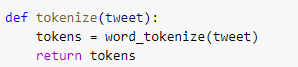 def tokenize(tweet):
    tokens = word_tokenize(tweet)
    return tokens